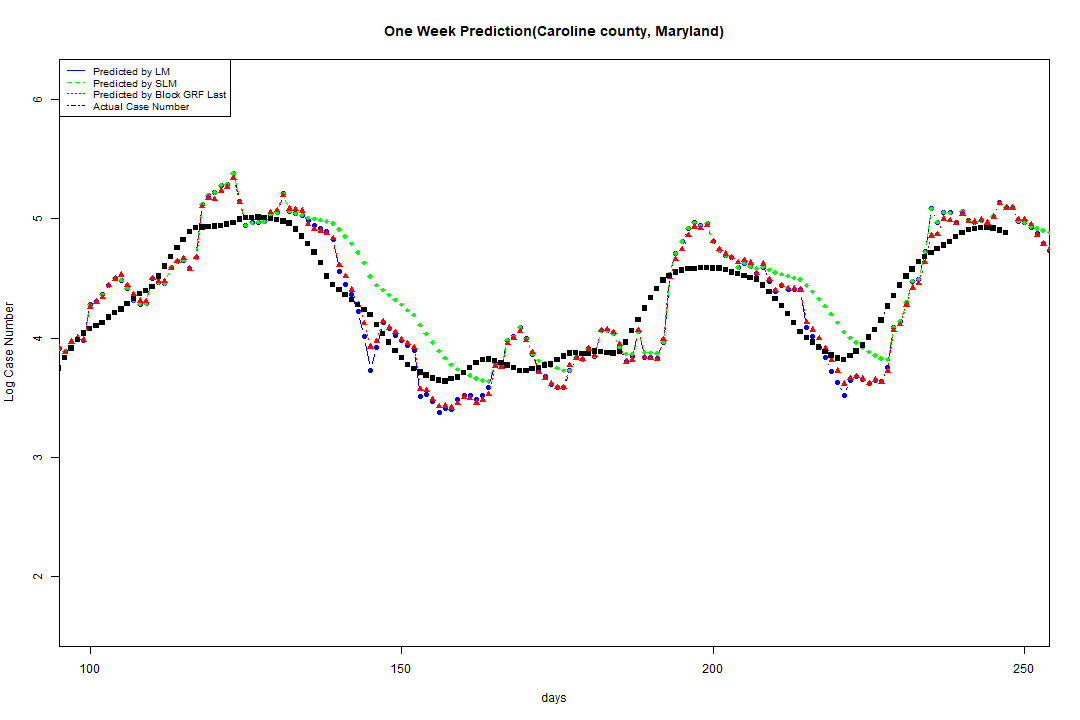 One Week Prediction(Caroline county, Maryland)
Predicted by LM
Predicted by SLM
Predicted by Block GRF Last
Actual Case Number
6
5
4
3
2
Log Case Number
100 150 200 250
days